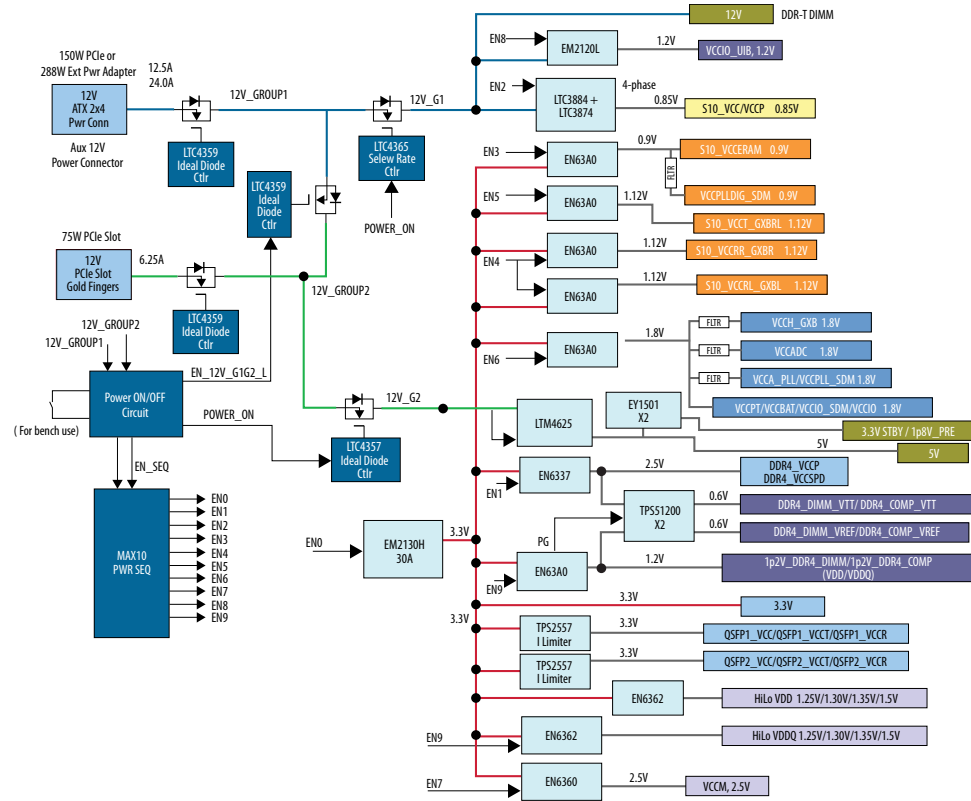 12V
DDR-T DIMM
EN8
EM2120L
1.2V
VCCIO_UIB, 1.2V
150W PCIe or
288W Ext Pwr Adapter
12.5A
24.0A
12V
ATX 2x4
Pwr Conn
Aux 12V
Power Connector
12V_GROUP1
12V_G1
EN2
LTC3884 +
LTC3874
4-phase
0.85V
S10_VCC/VCCP 0.85V
LTC4359
Ideal Diode
Ctlr
LTC4365
Selew Rate
Ctlr
POWER_ON
LTC4359
Ideal
Diode
Ctlr
EN3
EN63A0
0.9V
S10_VCCERAM 0.9V
FLTR
VCCPLLDIG_SDM 0.9V
EN5
EN63A0
1.12V
S10_VCCT_GXBRL 1.12V
EN4
EN63A0
1.12V
S10_VCCRR_GXBR 1.12V
EN63A0
1.12V
S10_VCCRL_GXBL 1.12V
75W PCIe Slot
12V
PCIe Slot
Gold Fingers
6.25A
12V_GROUP2
LTC4359
Ideal Diode
Ctlr
EN6
EN63A0
1.8V
FLTR
VCCH_GXB 1.8V
FLTR
VCCADC 1.8V
FLTR
VCCA_PLL/VCCPLL_SDM 1.8V
VCCPT/VCCBAT/VCCIO_SDM/VCCIO 1.8V
12V_GROUP2
12V_GROUP1
EN_12V_G1G2_L
Power ON/OFF
Circuit
( For bench use)
POWER_ON
EN_SEQ
12V_G2
LTC4357
Ideal Diode
Ctlr
LTM4625
EY1501
X2
3.3V STBY / 1p8V_PRE
5V
5V
EN1
EN6337
2.5V
DDR4_VCCP
DDR4_VCCSPD
TPS51200
X2
0.6V
DDR4_DIMM_VTT/ DDR4_COMP_VTT
0.6V
DDR4_DIMM_VREF/DDR4_COMP_VREF
PG
EN9
EN63A0
1.2V
1p2V_DDR4_DIMM/1p2V_DDR4_COMP
(VDD/VDDQ)
MAX10
PWR SEQ
EN0
EN1
EN2
EN3
EN4
EN5
EN6
EN7
EN8
EN9
EN0
EM2130H
30A
3.3V
3.3V
3.3V
3.3V
TPS2557
I Limiter
3.3V
QSFP1_VCC/QSFP1_VCCT/QSFP1_VCCR
TPS2557
I Limiter
3.3V
QSFP2_VCC/QSFP2_VCCT/QSFP2_VCCR
EN6362
HiLo VDD 1.25V/1.30V/1.35V/1.5V
EN9
EN6362
HiLo VDDQ 1.25V/1.30V/1.35V/1.5V
EN7
EN6360
2.5V
VCCM, 2.5V